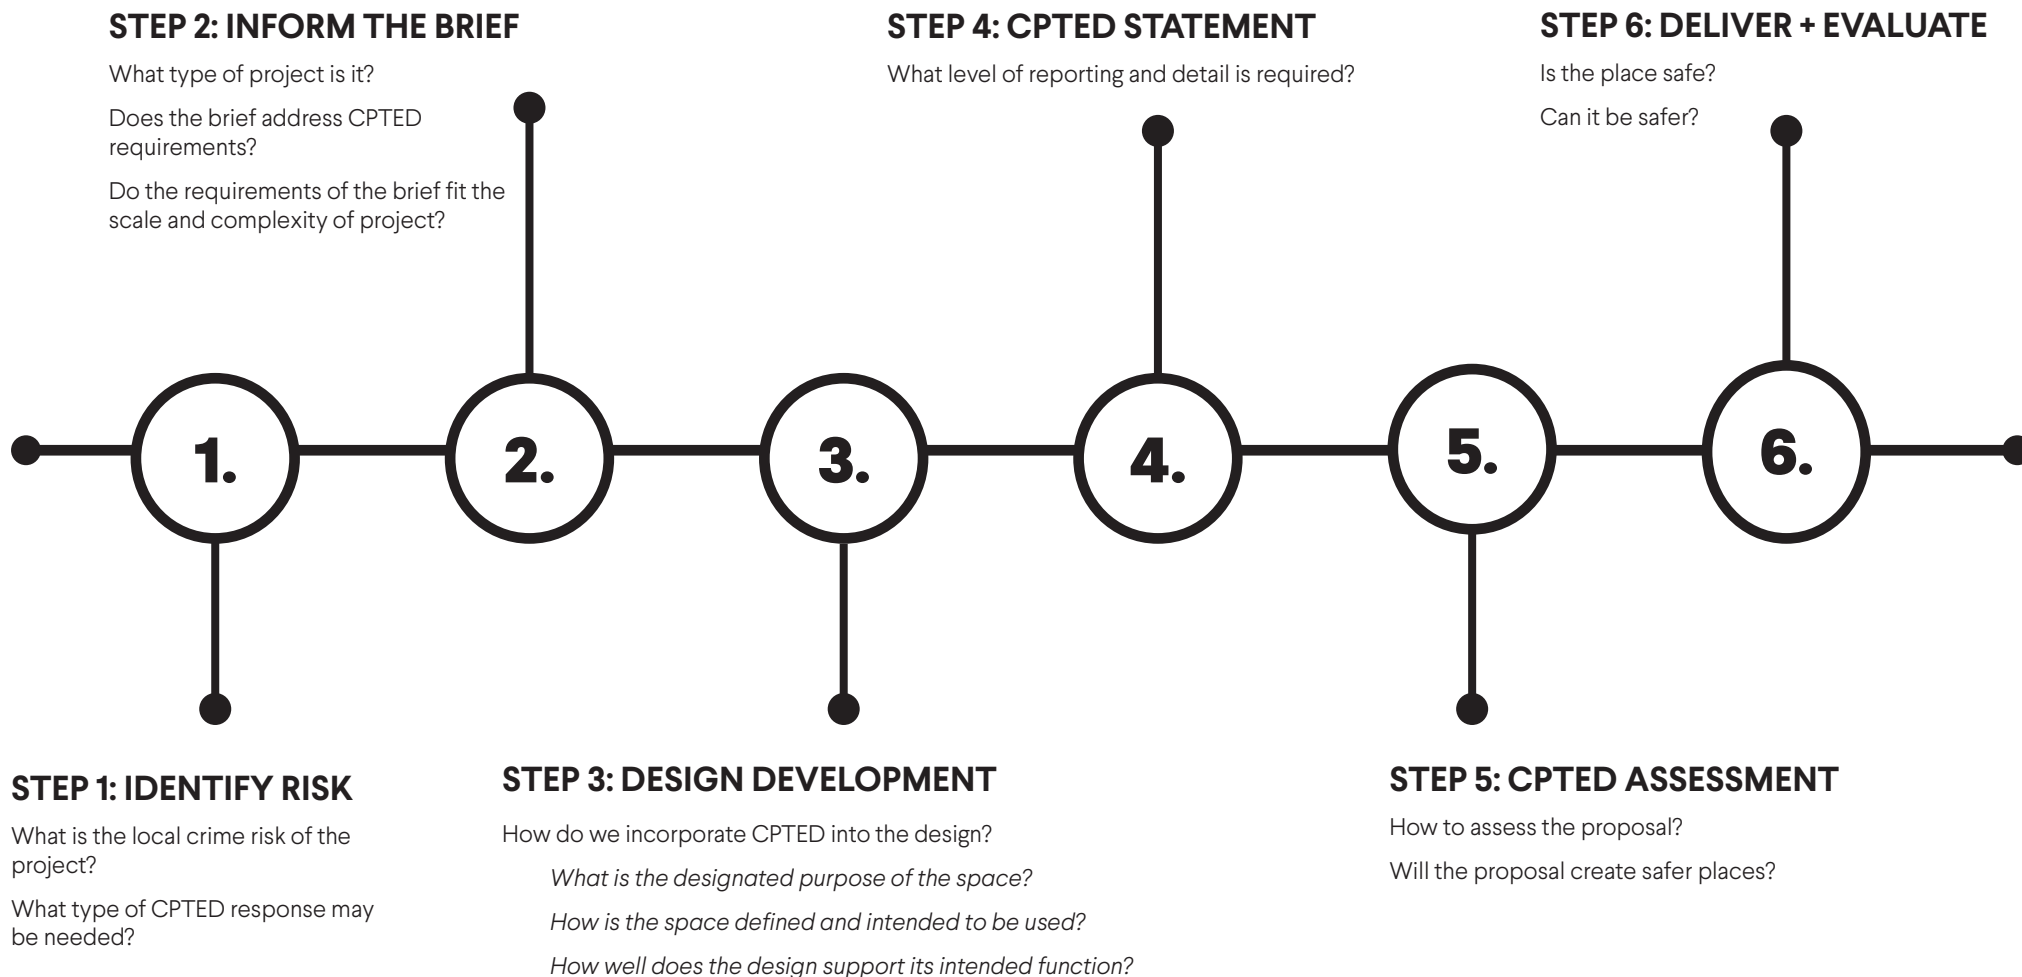 STEP 2: INFORM THE BRIEF
What type of project is it?
Does the brief address CPTED
requirements?
Do the requirements of the brief fit the
scale and complexity of project?
STEP 4: CPTED STATEMENT
What level of reporting and detail is required?
STEP 6: DELIVER + EVALUATE
Is the place safe?
Can it be safer?
1.
2.
3.
4.
5.
6.
STEP 1: IDENTIFY RISK
What is the local crime risk of the
project?
What type of CPTED response may
be needed?
STEP 3: DESIGN DEVELOPMENT
How do we incorporate CPTED into the design?
What is the designated purpose of the space?
How is the space defined and intended to be used?
How well does the design support its intended function?
STEP 5: CPTED ASSESSMENT
How to assess the proposal?
Will the proposal create safer places?